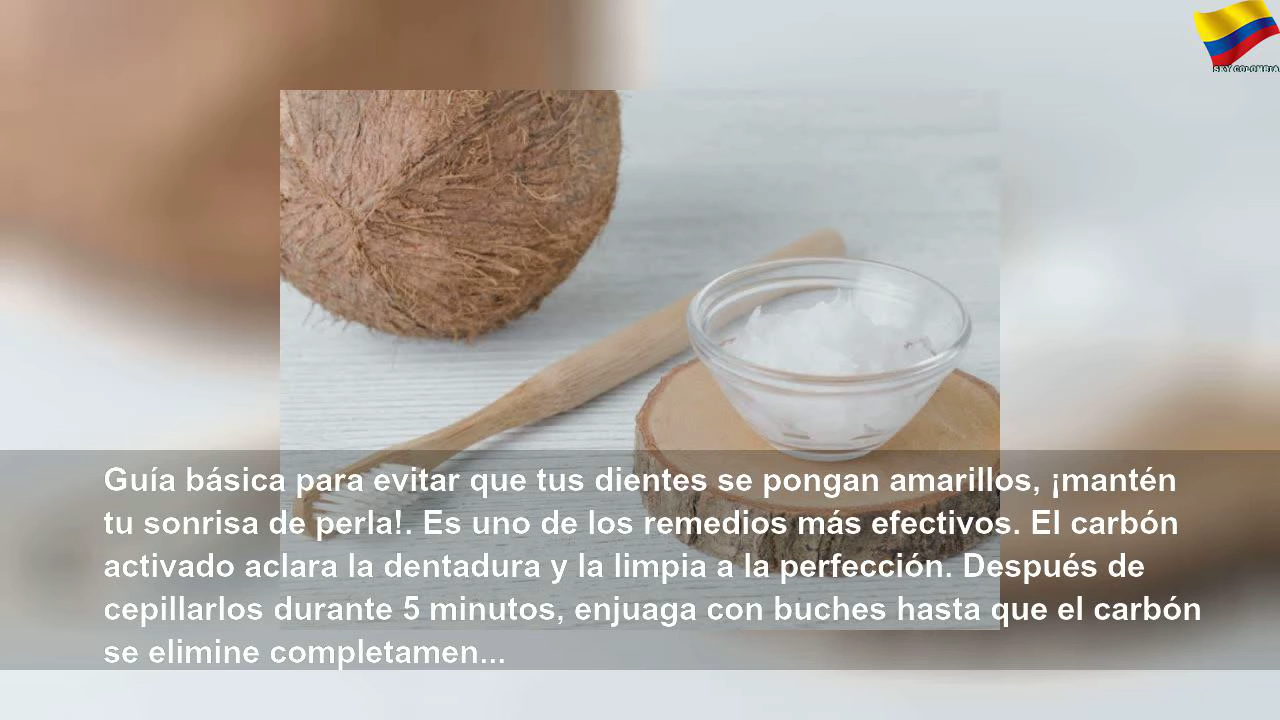 SKY COLOMBIA
Guía básica para evitar que tus dientes se pongan amarillos, ¡mantén
tu sonrisa de perla!. Es uno de los remedios más efectivos. El carbón
activado aclara la dentadura y la limpia a la perfección. Después de
cepillarlos durante 5 minutos, enjuaga con buches hasta que el carbón
se elimine completamen...